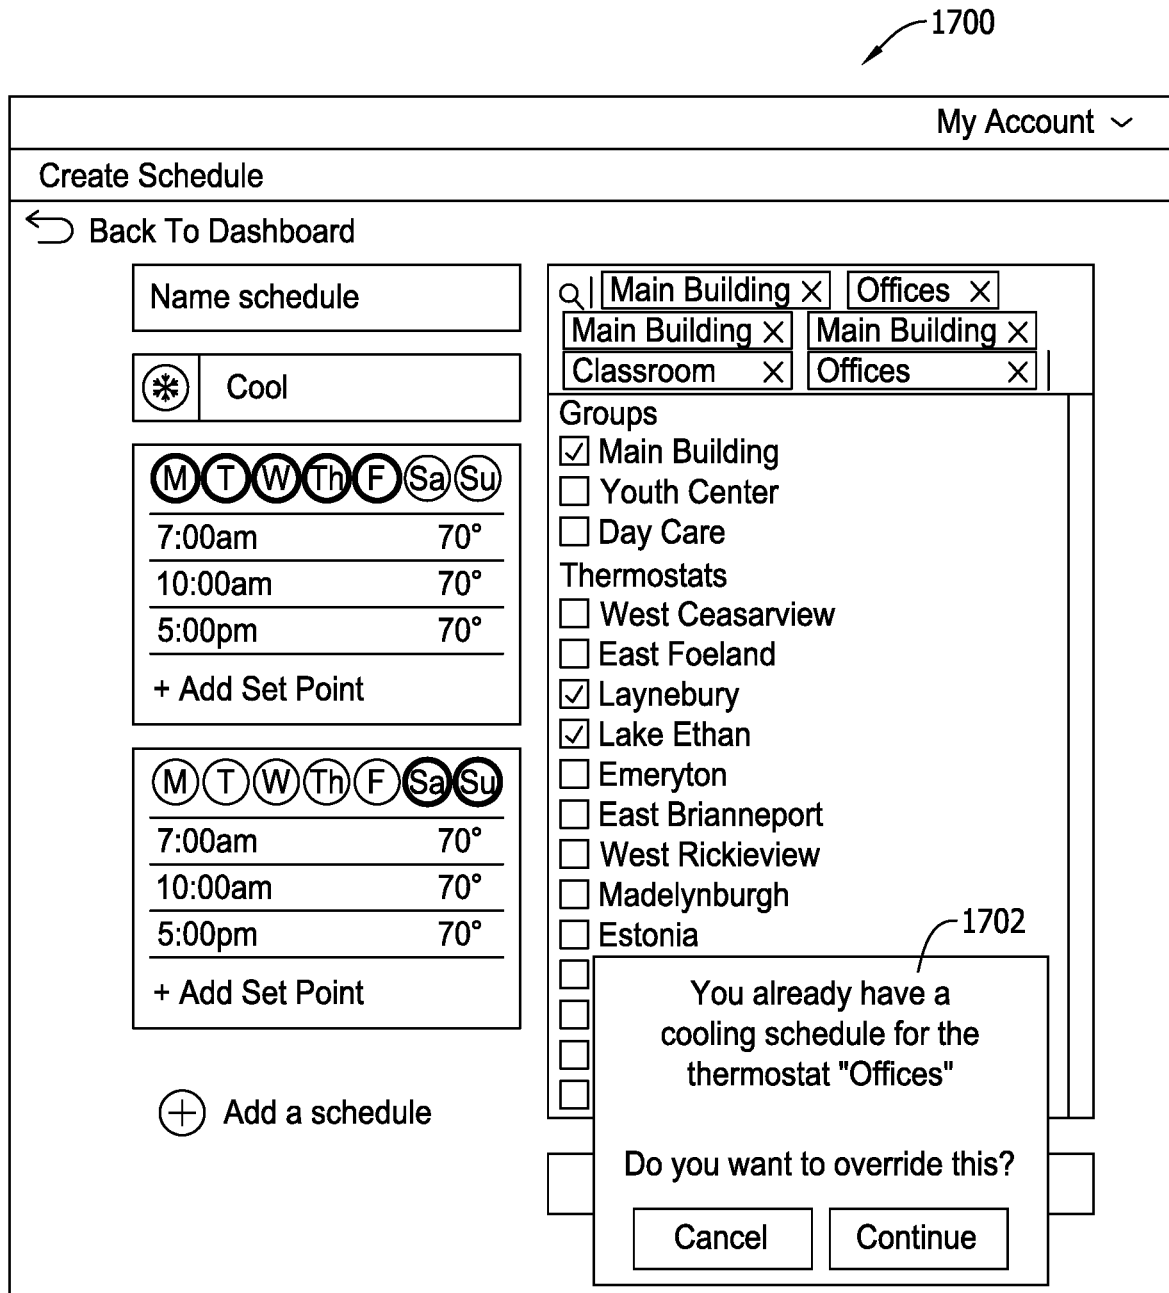 1700
My Account
Create Schedule
Back To Dashboard
Name schedule
Cool
M T W Th F Sa Su
7:00am 70°
10:00am 70°
5:00pm 70°
+ Add Set Point
M T W Th F Sa Su
7:00am 70°
10:00am 70°
5:00pm 70°
+ Add Set Point
Add a schedule
Main Building X Offices X
Main Building X Main Building X
Classroom X Offices X
Groups
Main Building
Youth Center
Day Care
Thermostats
West Ceasarview
East Foeland
Laynebury
Lake Ethan
Emeryton
East Brianneport
West Rickieview
Madelynburgh
Estonia
1702
You already have a
cooling schedule for the
thermostat "Offices"
Do you want to override this?
Cancel Continue